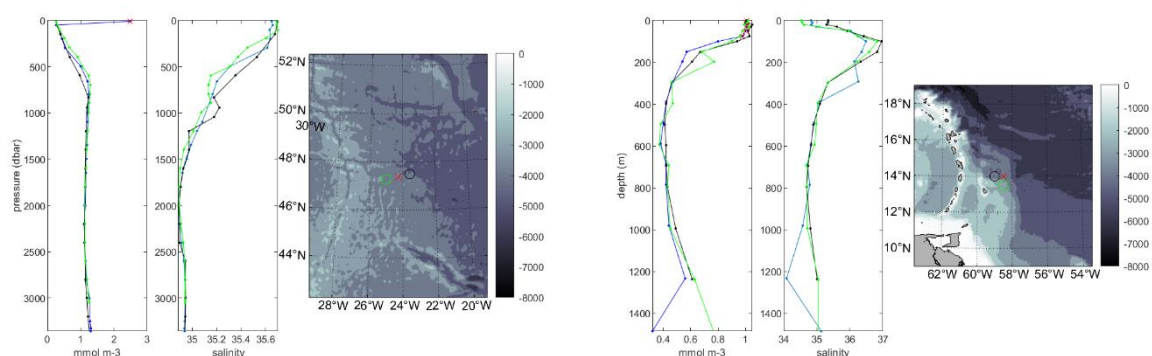 pressure (dbar)
0
500
1000
1500
2000
2500
3000
0 1 2 3
mmol m-3
0
500
1000
1500
2000
2500
3000
35 35.2 35.4 35.6
salinity
52°N
50°N
30°W
48°N
46°N
44°N
28°W 26°W 24°W 22°W 20°W
0
-1000
-2000
-3000
-4000
-5000
-6000
-7000
-8000
depth (m)
0
200
400
600
800
1000
1200
1400
0.4 0.6 0.8 1
mmol m-3
0
200
400
600
800
1000
1200
1400
34 35 36 37
salinity
18°N
16°N
14°N
12°N
10°N
62°W 60°W 58°W 56°W 54°W
0
-1000
-2000
-3000
-4000
-5000
-6000
-7000
-8000